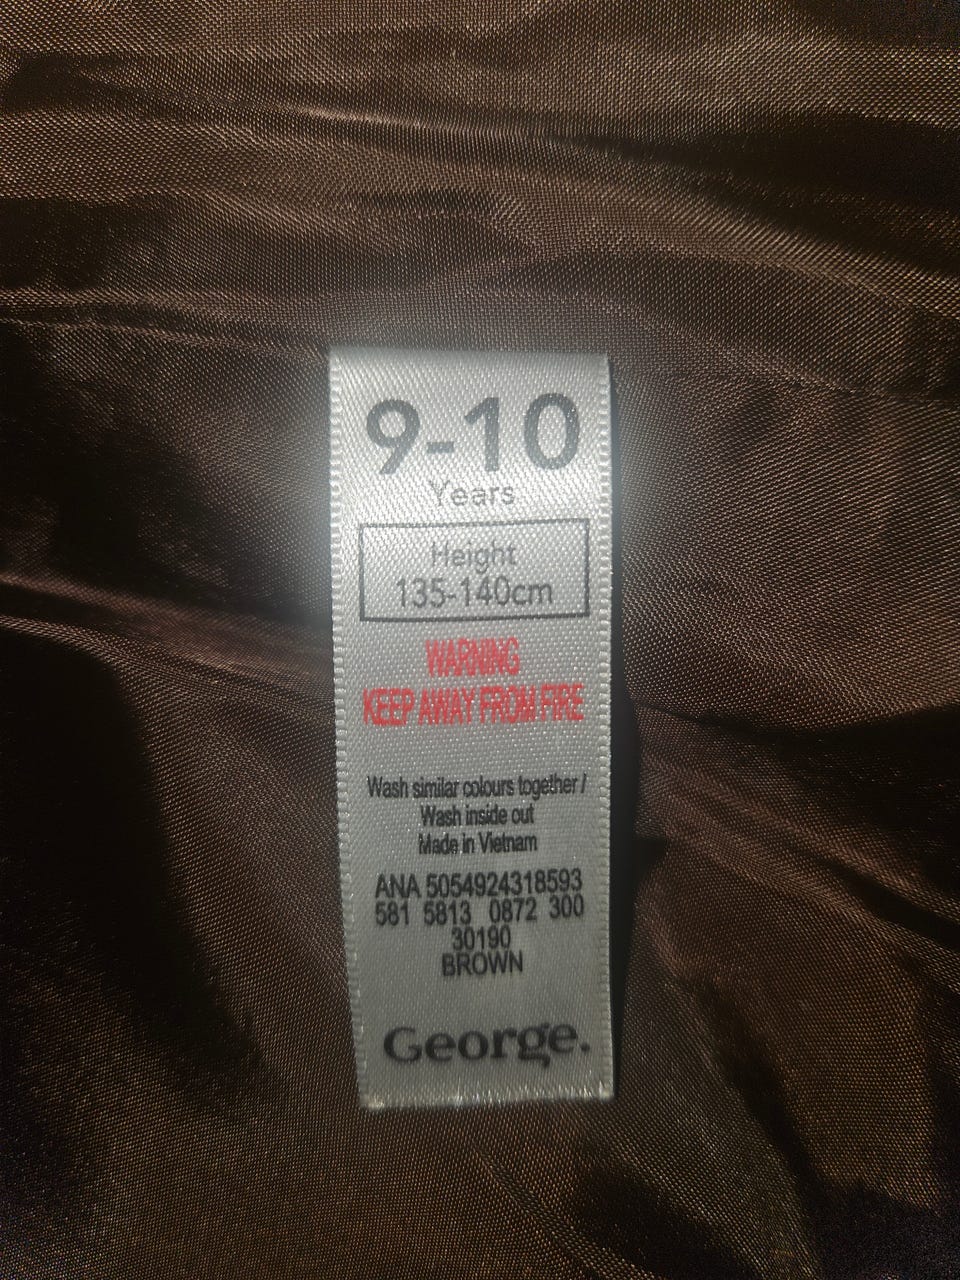 9-10
Years
Height
135-140cm
WARNING
KEEP AWAY FROM FIRE
Wash similar colours together /
Wash inside out
Made in Vietnam
ANA 5054924318593
581 5813 0872 300
30190
BROWN
George.